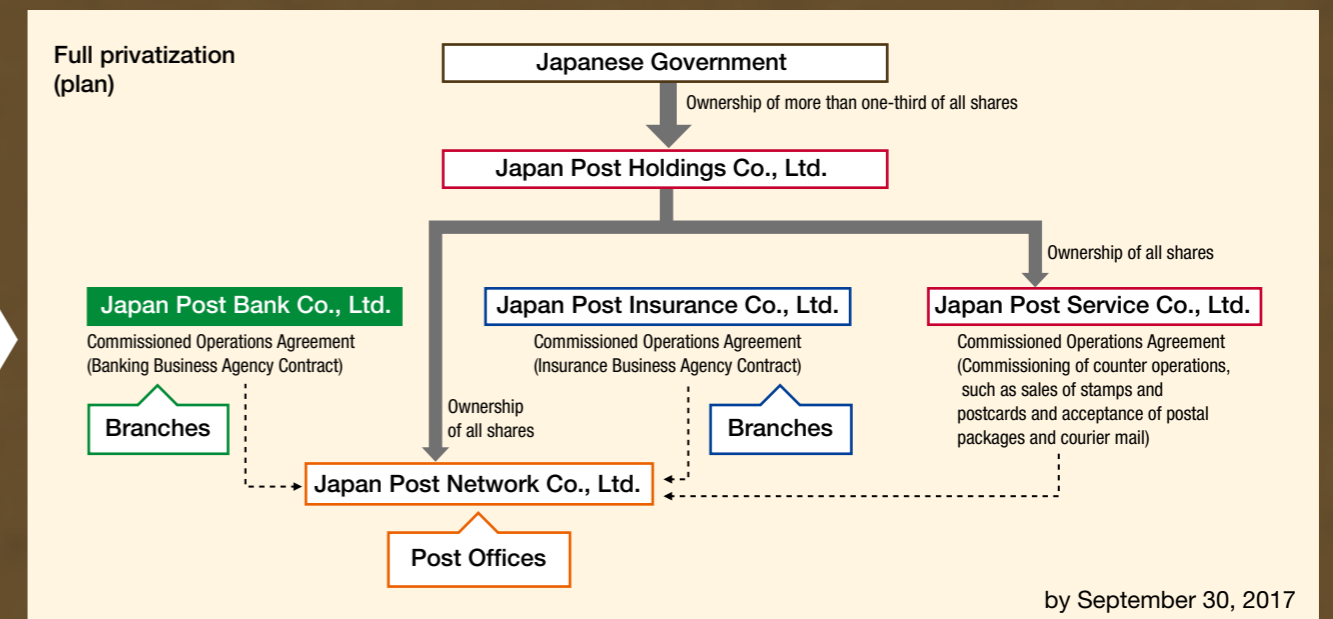 Full privatization
(plan)
Japanese Government
Ownership of more than one-third of all shares
Japan Post Holdings Co., Ltd.
Ownership of all shares
Japan Post Bank Co., Ltd.
Commissioned Operations Agreement
(Banking Business Agency Contract)
Branches
Japan Post Insurance Co., Ltd.
Commissioned Operations Agreement
(Insurance Business Agency Contract)
Branches
Japan Post Service Co., Ltd.
Commissioned Operations Agreement
(Commissioning of counter operations,
such as sales of stamps and
postcards and acceptance of postal
packages and courier mail)
Ownership
of all shares
Japan Post Network Co., Ltd.
Post Offices
by September 30, 2017